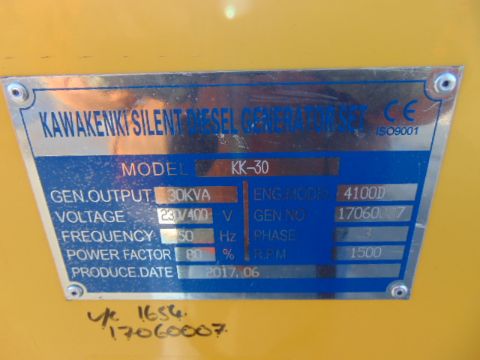 KAWAKENKI SILENT DIESEL GENERATOR SET CE
ISO9001
MODEL KK-30
GEN.OUTPUT 30KVA ENG.MODEL 4100D
VOLTAGE 230/400 V GEN.NO
FREQUENCY 50 Hz PHASE 3
POWER FACTOR 80 % R.P.M 1500
PRODUCE.DATE 2017.06
1654
17060007